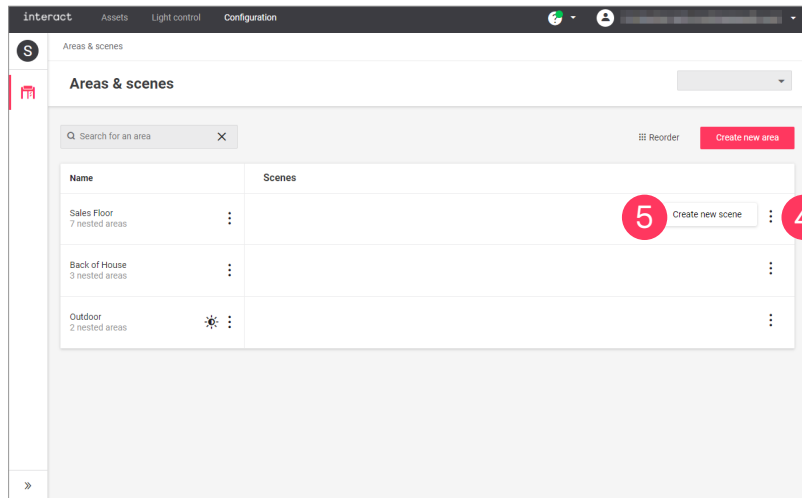 interact Assets Light control Configuration
S Areas & scenes
Areas & scenes
Search for an area
Reorder Create new area
Name Scenes
Sales Floor
7 nested areas
5 Create new scene 4
Back of House
3 nested areas
Outdoor
2 nested areas